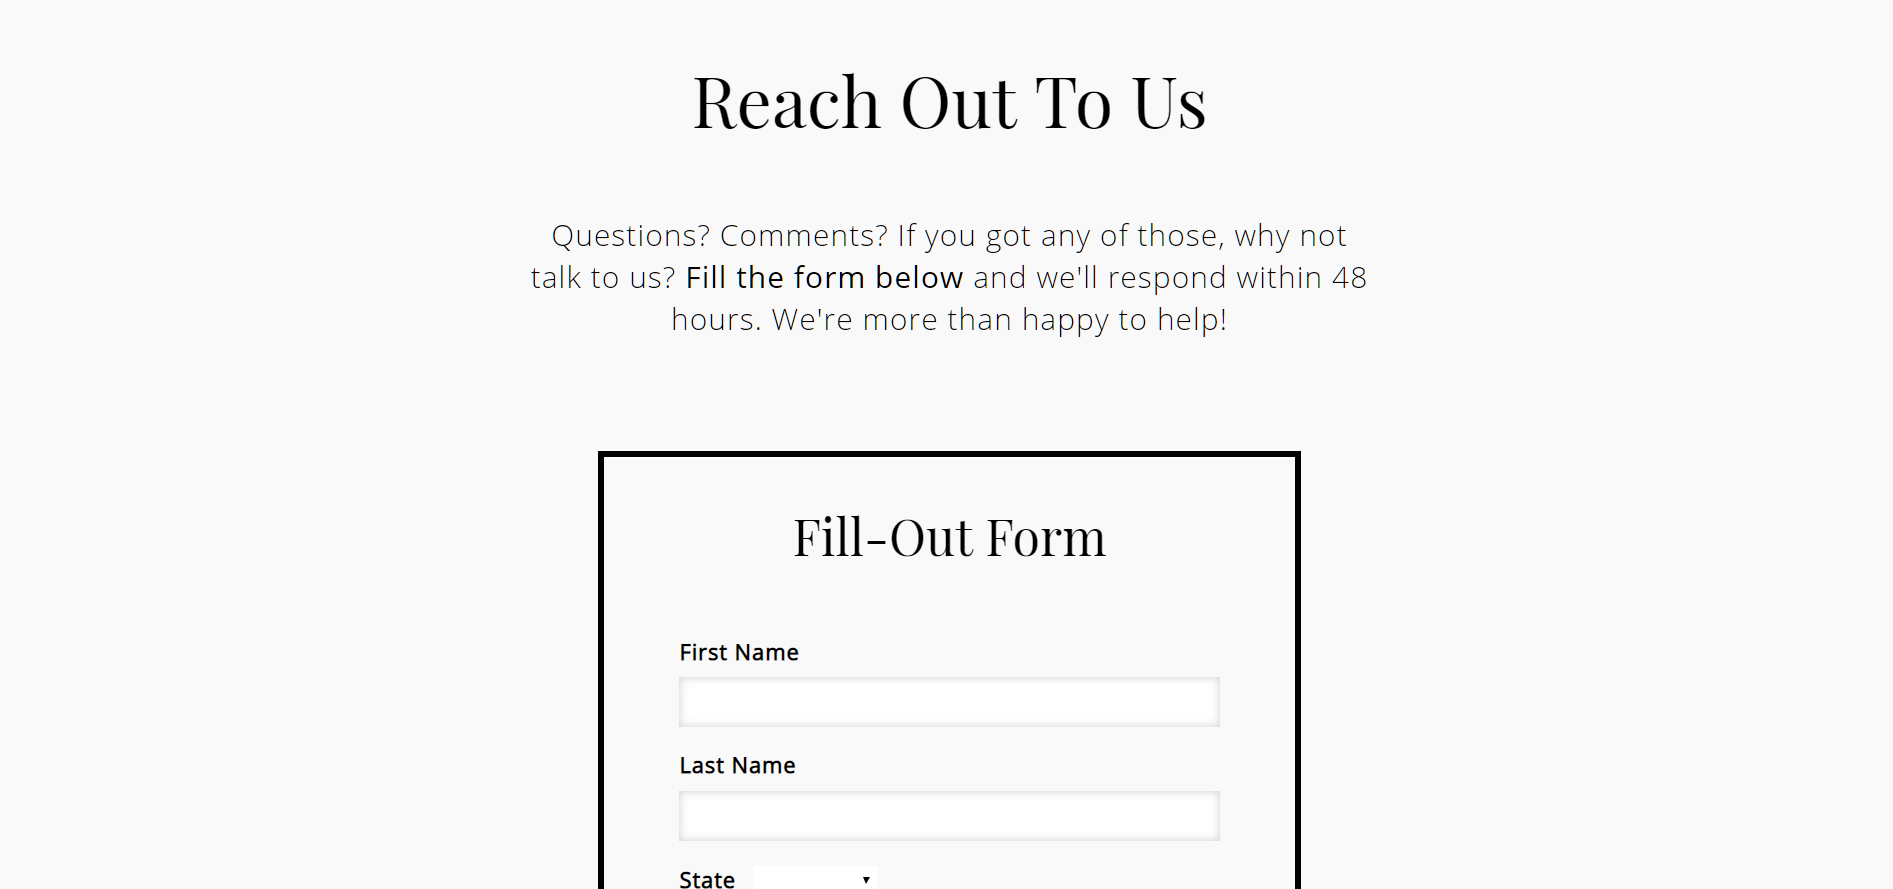 Reach Out To Us
Questions? Comments? If you got any of those, why not
talk to us? Fill the form below and we'll respond within 48
hours. We're more than happy to help!
Fill-Out Form
First Name
Last Name
State